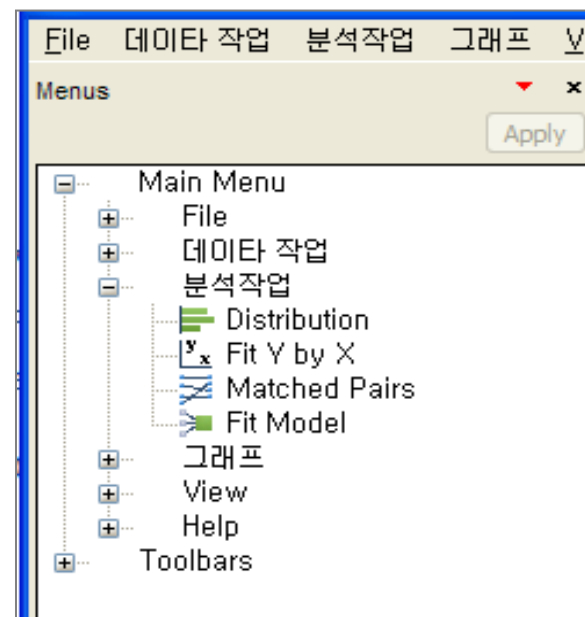 File 데이타 작업 분석작업 그래프 V
Menus
Apply
Main Menu
File
데이타 작업
분석작업
Distribution
Fit Y by X
Matched Pairs
Fit Model
그래프
View
Help
Toolbars